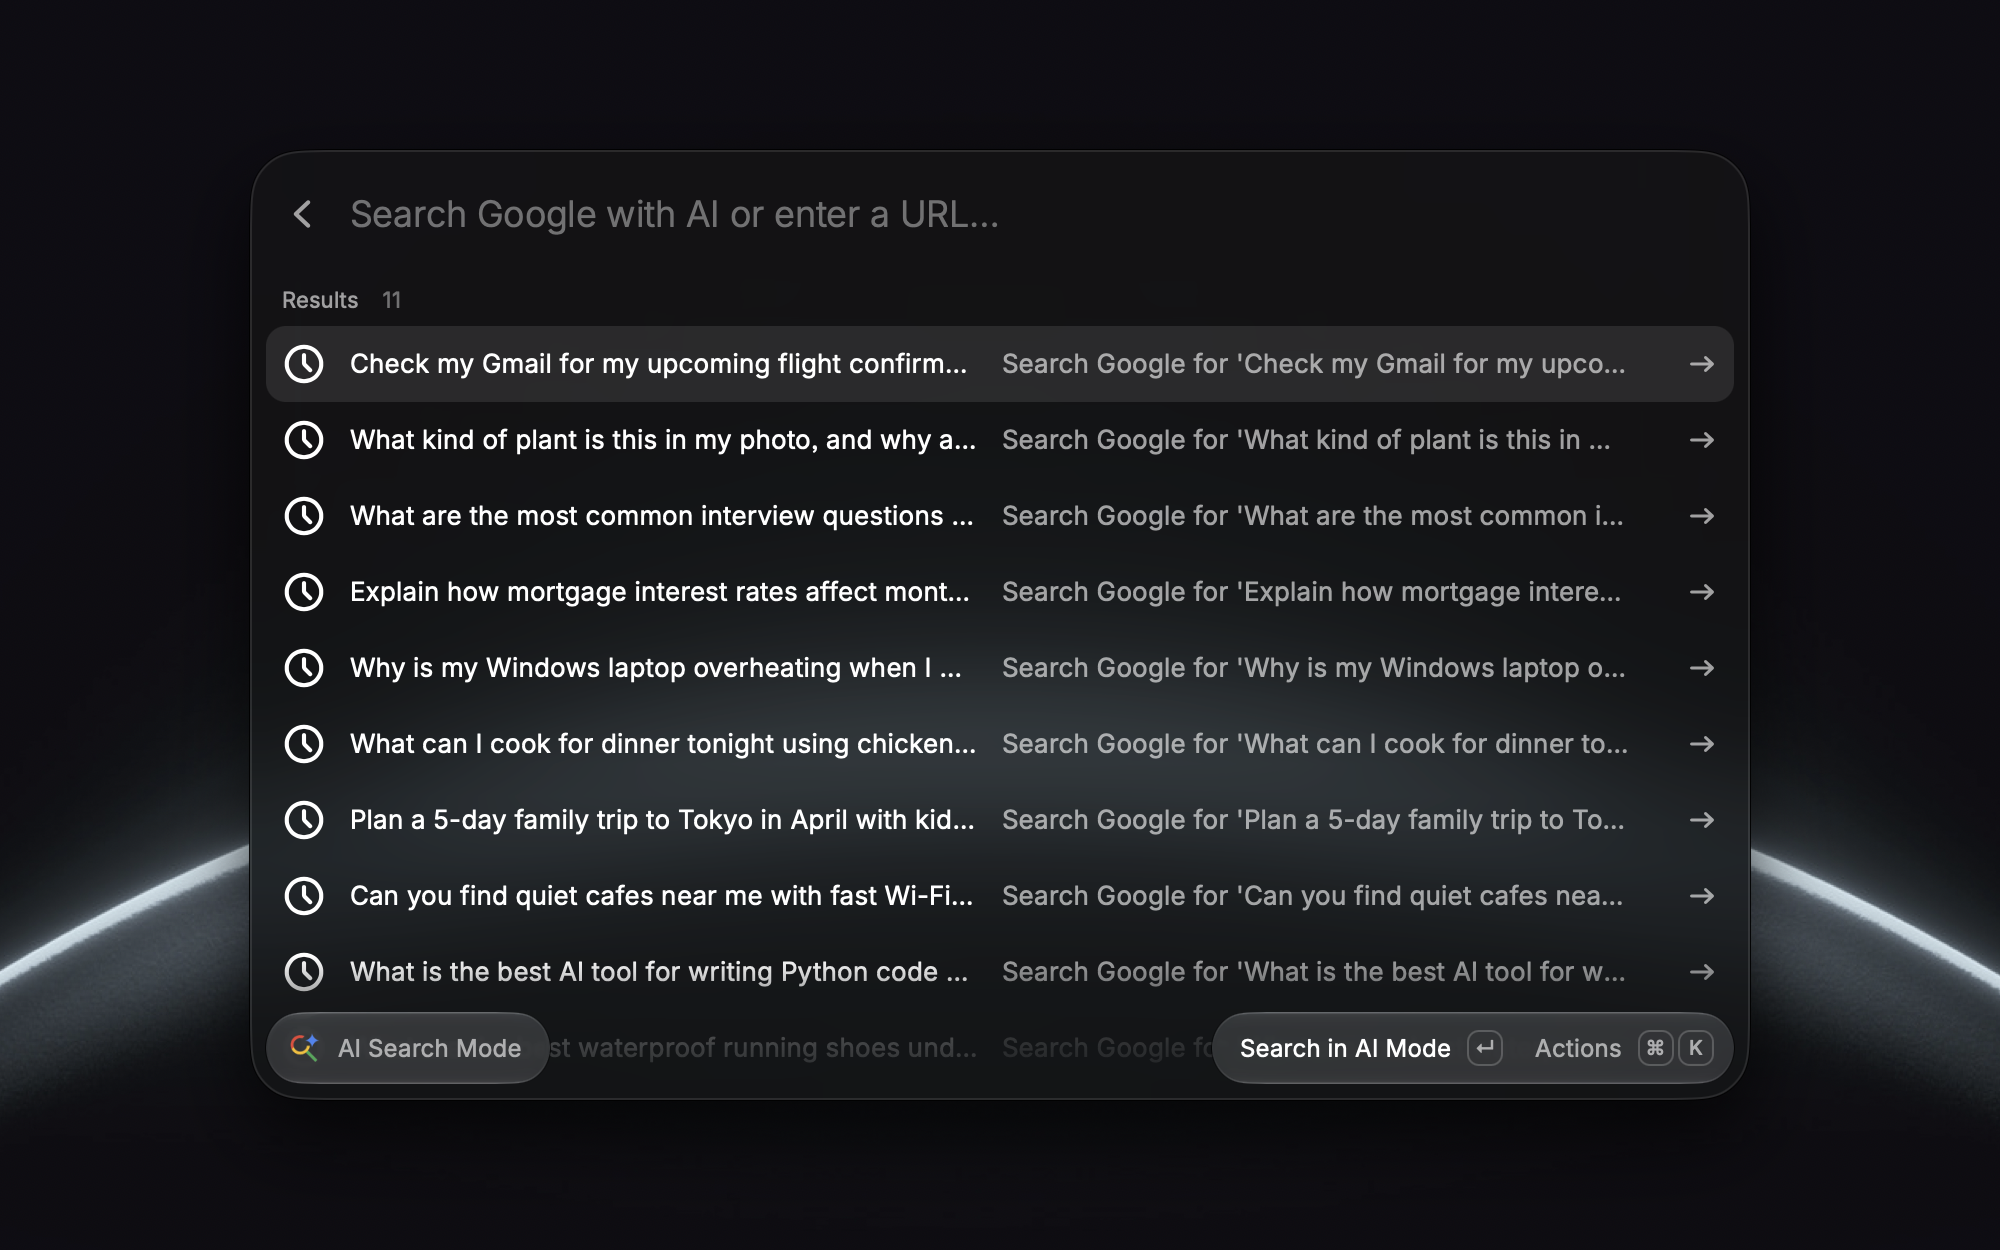 Search Google with AI or enter a URL...
Results 11
Check my Gmail for my upcoming flight confirm... Search Google for 'Check my Gmail for my upco... →
What kind of plant is this in my photo, and why a... Search Google for 'What kind of plant is this in ... →
What are the most common interview questions ... Search Google for 'What are the most common i... →
Explain how mortgage interest rates affect mont... Search Google for 'Explain how mortgage intere... →
Why is my Windows laptop overheating when I ... Search Google for 'Why is my Windows laptop o... →
What can I cook for dinner tonight using chicken... Search Google for 'What can I cook for dinner to... →
Plan a 5-day family trip to Tokyo in April with kid... Search Google for 'Plan a 5-day family trip to To... →
Can you find quiet cafes near me with fast Wi-Fi... Search Google for 'Can you find quiet cafes nea... →
What is the best AI tool for writing Python code ... Search Google for 'What is the best AI tool for w... →
AI Search Mode st waterproof running shoes und... Search Google fo Search in AI Mode ↵ Actions ⌘ K